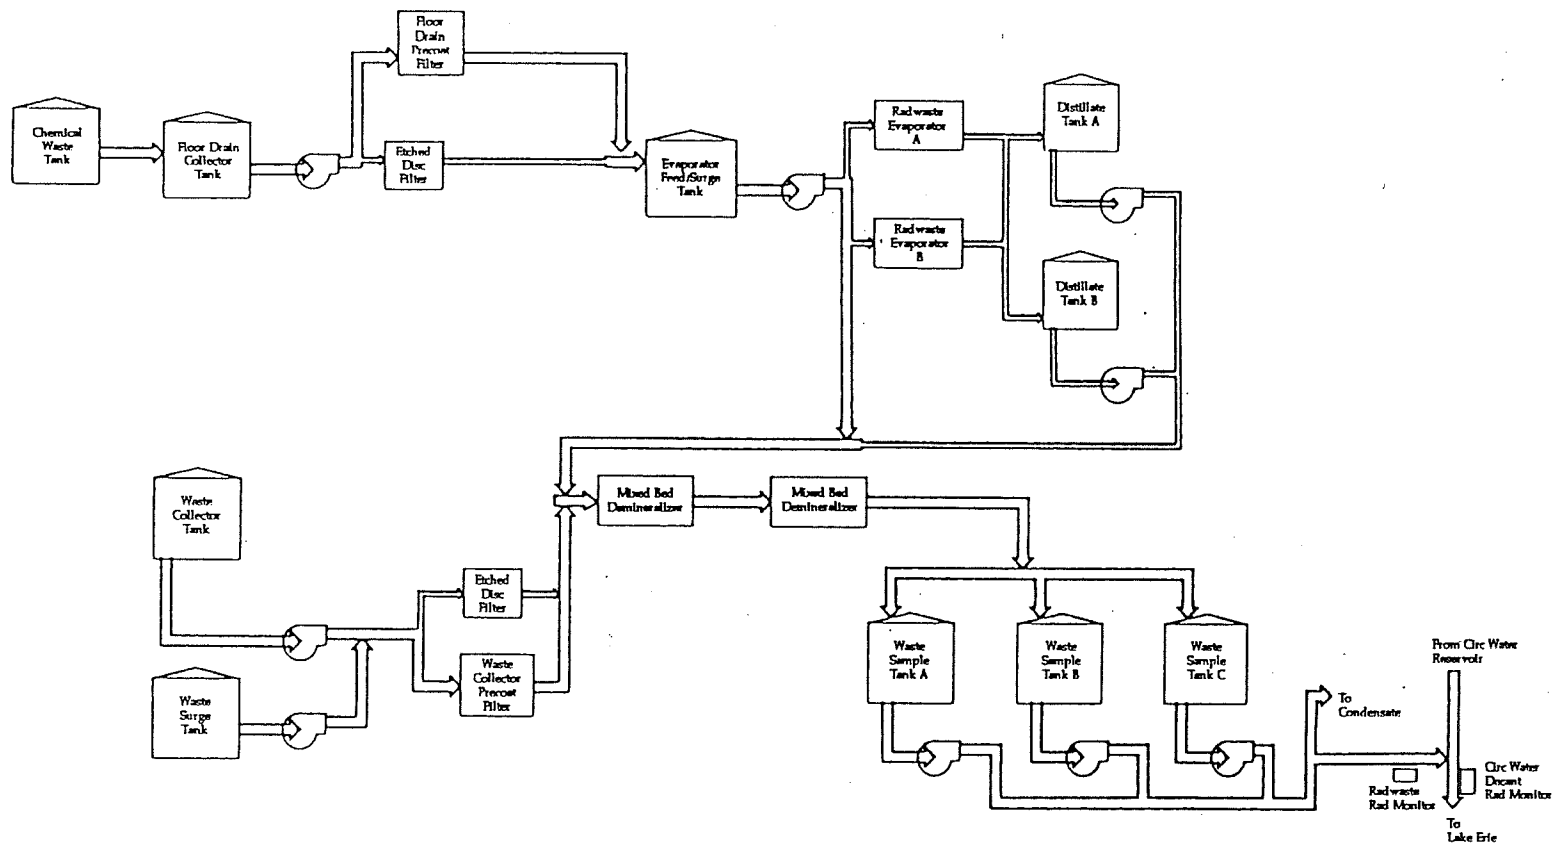 Floor
Drain
Precoat
Filter
Chemical
Waste
Tank
Floor Drain
Collector
Tank
Etched
Disc
Filter
Evaporator
Feed/Surge
Tank
Radwaste
Evaporator
A
Distillate
Tank A
Radwaste
Evaporator
B
Distillate
Tank B
Waste
Collector
Tank
Mixed Bed
Demineralizer
Mixed Bed
Demineralizer
Etched
Disc
Filter
Waste
Collector
Precoat
Filter
Waste
Surge
Tank
Waste
Sample
Tank A
Waste
Sample
Tank B
Waste
Sample
Tank C
From Circ Water
Reservoir
To
Condensate
Radwaste
Rad Monitor
Circ Water
Decant
Rad Monitor
To
Lake Erie